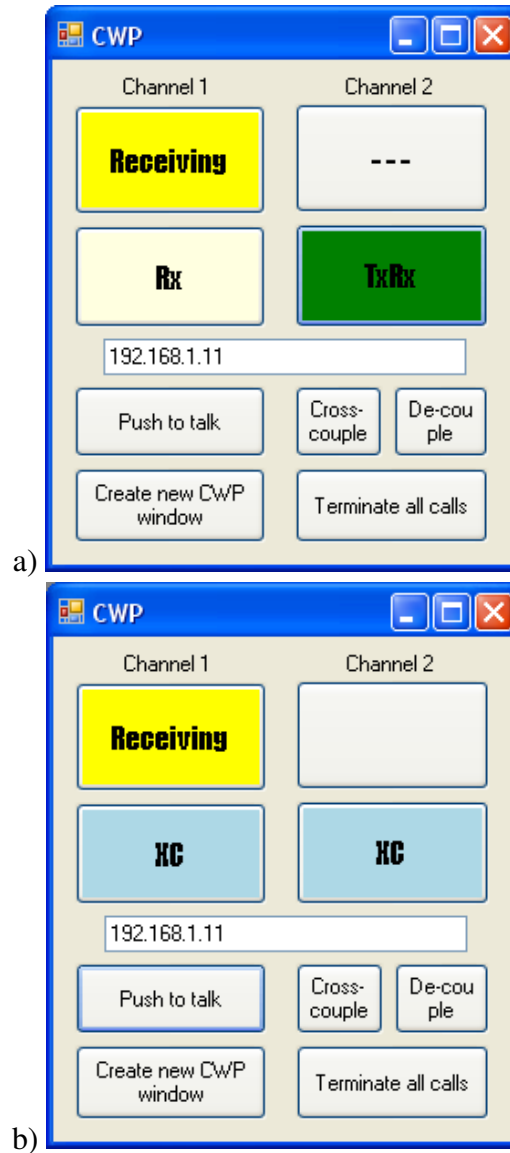 CWP
Channel 1 Channel 2
Receiving ---
Rx TxRx
192.168.1.11
Push to talk Cross-
couple De-cou
ple
Create new CWP
window Terminate all calls
a)
CWP
Channel 1 Channel 2
Receiving
XC XC
192.168.1.11
Push to talk Cross-
couple De-cou
ple
Create new CWP
window Terminate all calls
b)